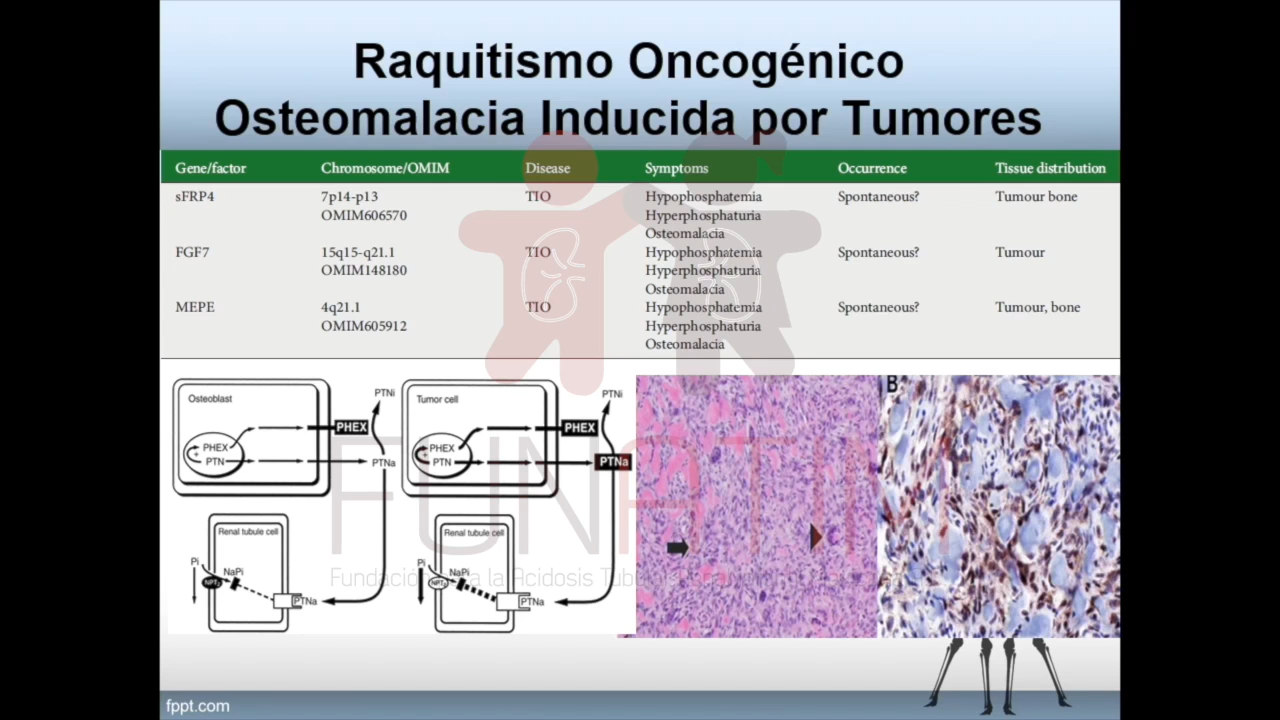 Raquitismo Oncogénico
Osteomalacia Inducida por Tumores
Gene/factor Chromosome/OMIM Disease Symptoms Occurrence Tissue distribution
sFRP4 7p14-p13 TIO Hypophosphatemia Spontaneous? Tumour bone
OMIM606570 Hyperphosphaturia
Osteomalacia
FGF7 15q15-q21.1 TIO Hypophosphatemia Spontaneous? Tumour
OMIM148180 Hyperphosphaturia
Osteomalacia
MEPE 4q21.1 TIO Hypophosphatemia Spontaneous? Tumour, bone
OMIM605912 Hyperphosphaturia
Osteomalacia
Osteoblast
PTNi
PHEX
PHEX
PTN
PTNa
Renal tubule cell
Pi
NaPi
NPT2
PTNa
Tumor cell
PTNi
PHEX
PHEX
PTN
PTNa
Renal tubule cell
Pi
NaPi
NPT2
PTNa
B
FUNATIM
fppt.com